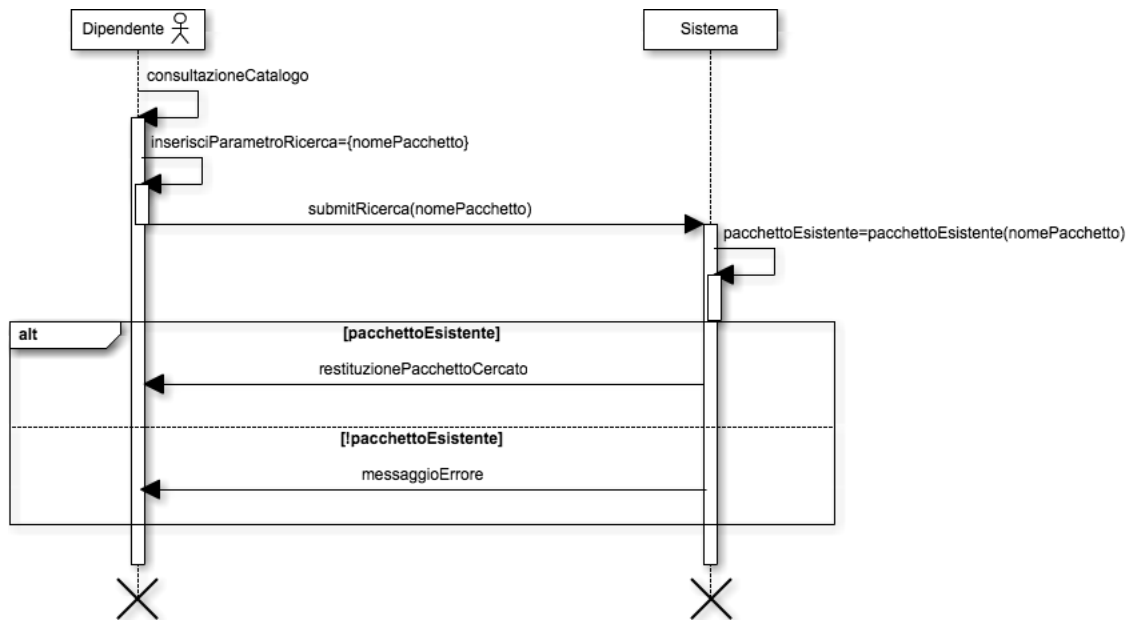 Dipendente
Sistema
consultazioneCatalogo
inserisciParametroRicerca={nomePacchetto}
submitRicerca(nomePacchetto)
pacchettoEsistente=pacchettoEsistente(nomePacchetto)
alt
[pacchettoEsistente]
restituzionePacchettoCercato
[!pacchettoEsistente]
messaggioErrore